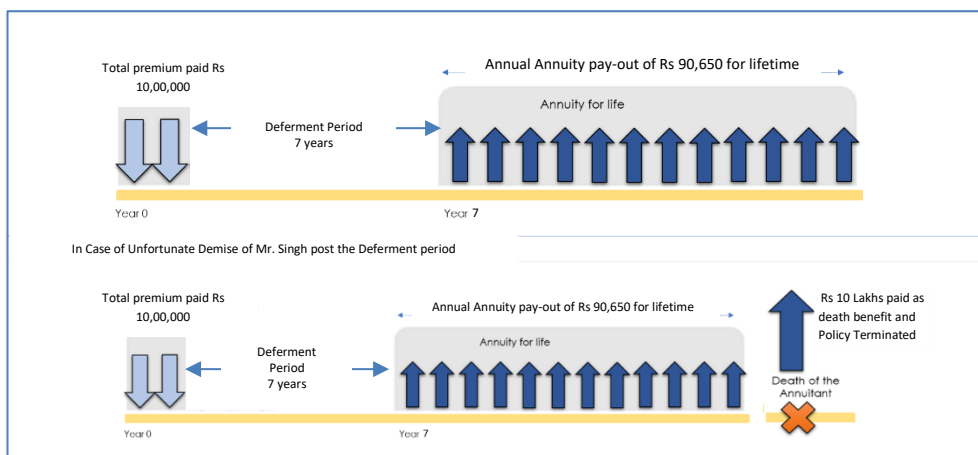 Total premium paid Rs
10,00,000
Annual Annuity pay-out of Rs 90,650 for lifetime
Annuity for life
Deferment Period
7 years
Year 0
Year 7
In Case of Unfortunate Demise of Mr. Singh post the Deferment period
Total premium paid Rs
10,00,000
Annual Annuity pay-out of Rs 90,650 for lifetime
Annuity for life
Deferment
Period
7 years
Year 0
Year 7
Rs 10 Lakhs paid as
death benefit and
Policy Terminated
Death of the
Annuitant